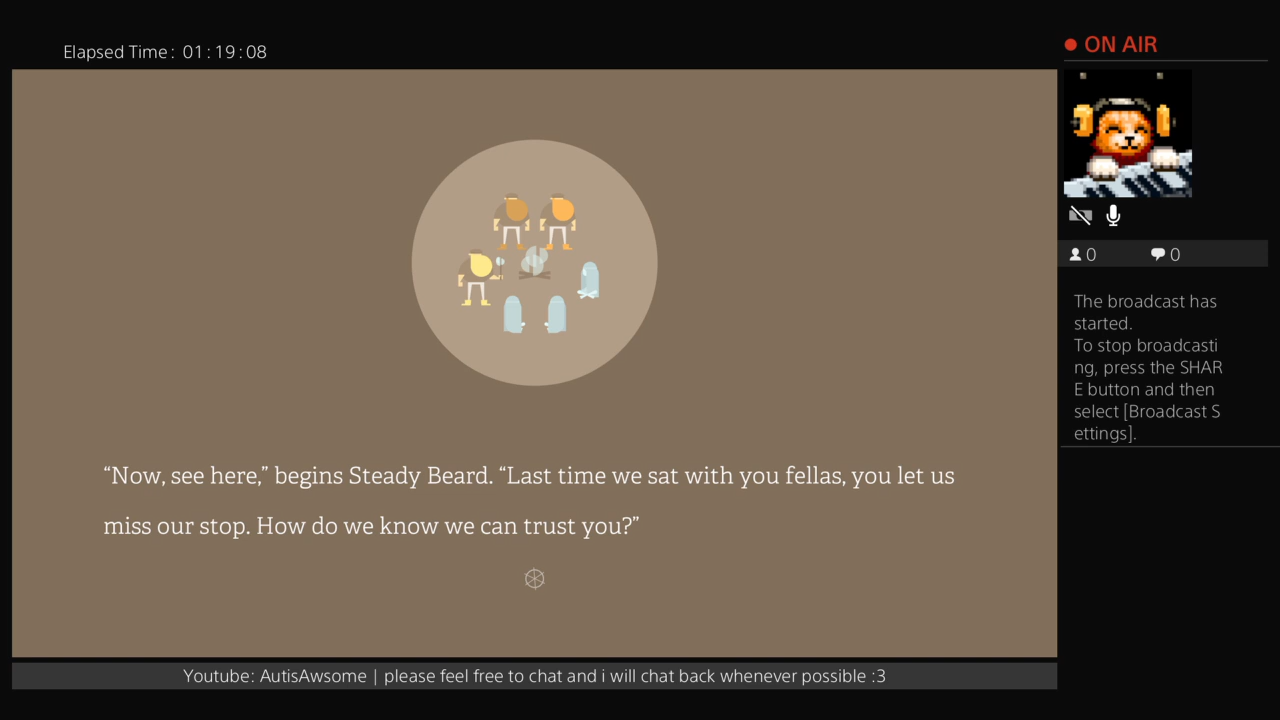 Elapsed Time: 01:19:08
ON AIR
0
0
The broadcast has
started.
To stop broadcasti
ng, press the SHAR
E button and then
select [Broadcast S
ettings].
“Now, see here,” begins Steady Beard. “Last time we sat with you fellas, you let us
miss our stop. How do we know we can trust you?”
Youtube: AutisAwsome | please feel free to chat and i will chat back whenever possible :3